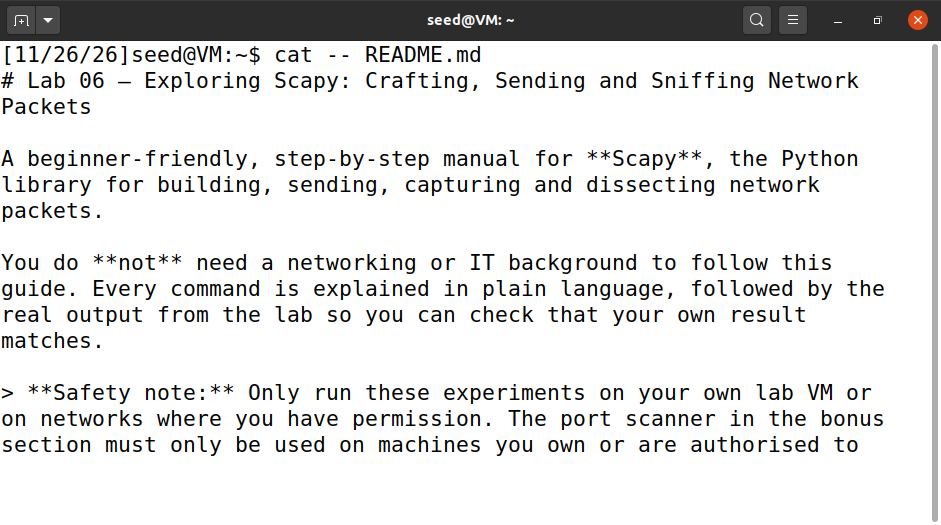 seed@VM: ~
[11/26/26]seed@VM:~$ cat -- README.md
# Lab 06 — Exploring Scapy: Crafting, Sending and Sniffing Network
Packets
A beginner-friendly, step-by-step manual for **Scapy**, the Python
library for building, sending, capturing and dissecting network
packets.
You do **not** need a networking or IT background to follow this
guide. Every command is explained in plain language, followed by the
real output from the lab so you can check that your own result
matches.
> **Safety note:** Only run these experiments on your own lab VM or
on networks where you have permission. The port scanner in the bonus
section must only be used on machines you own or are authorised to